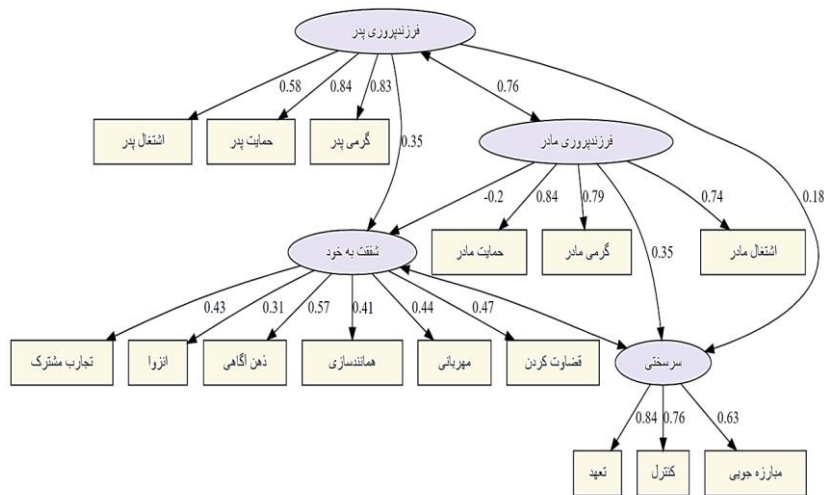 فرزندپروری پدر
0.58
0.84
0.83
0.76
اشتغال پدر
حمایت پدر
گرمی پدر
0.35
فرزندپروری مادر
-0.2
0.84
0.79
0.74
0.18
شفقت به خود
حمایت مادر
گرمی مادر
0.35
اشتغال مادر
0.43
0.31
0.57
0.41
0.44
0.47
تجارب مشترک
انزوا
ذهن آگاهی
همانندسازی
مهربانی
قضاوت کردن
سرسختی
0.84
0.76
0.63
تعهد
کنترل
مبارزه جویی